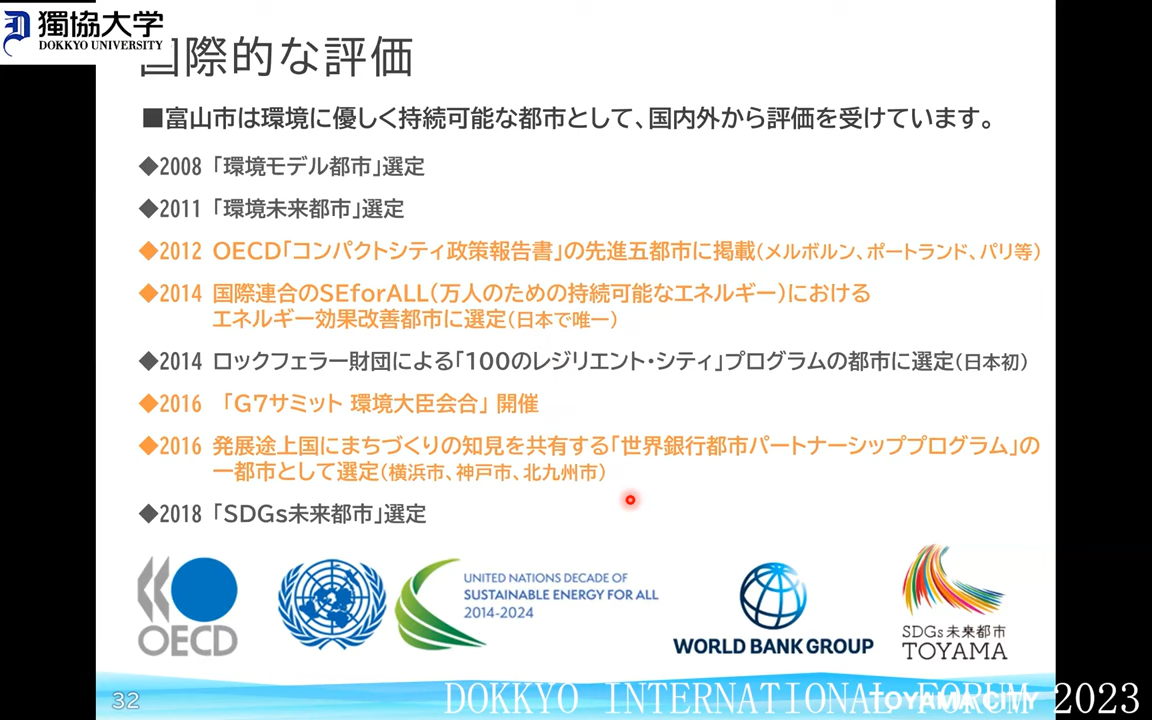 獨協大学
DOKKYO UNIVERSITY
国際的な評価
■富山市は環境に優しく持続可能な都市として、国内外から評価を受けています。
◆2008 「環境モデル都市」選定
◆2011 「環境未来都市」選定
◆2012 OECD「コンパクトシティ政策報告書」の先進五都市に掲載(メルボルン、ポートランド、パリ等)
◆2014 国際連合のSEforALL(万人のための持続可能なエネルギー)における
エネルギー効果改善都市に選定(日本で唯一)
◆2014 ロックフェラー財団による「100のレジリエント・シティ」プログラムの都市に選定(日本初)
◆2016 「G7サミット 環境大臣会合」 開催
◆2016 発展途上国にまちづくりの知見を共有する「世界銀行都市パートナーシッププログラム」の
一都市として選定(横浜市、神戸市、北九州市)
◆2018 「SDGs未来都市」選定
OECD
UNITED NATIONS DECADE OF
SUSTAINABLE ENERGY FOR ALL
2014-2024
WORLD BANK GROUP
SDGs未来都市
TOYAMA
32
TOYAMA CITY
DOKKYO INTERNATIONAL FORUM 2023